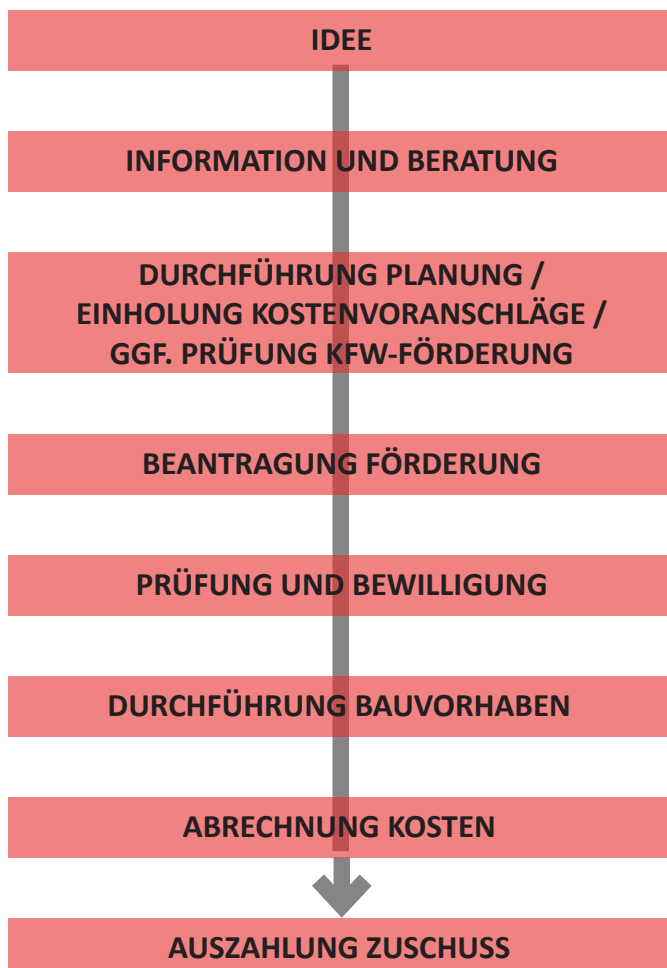 IDEE
INFORMATION UND BERATUNG
DURCHFÜHRUNG PLANUNG /
EINHOLUNG KOSTENVORANSCHLÄGE /
GGF. PRÜFUNG KFW-FÖRDERUNG
BEANTRAGUNG FÖRDERUNG
PRÜFUNG UND BEWILLIGUNG
DURCHFÜHRUNG BAUVORHABEN
ABRECHNUNG KOSTEN
AUSZAHLUNG ZUSCHUSS